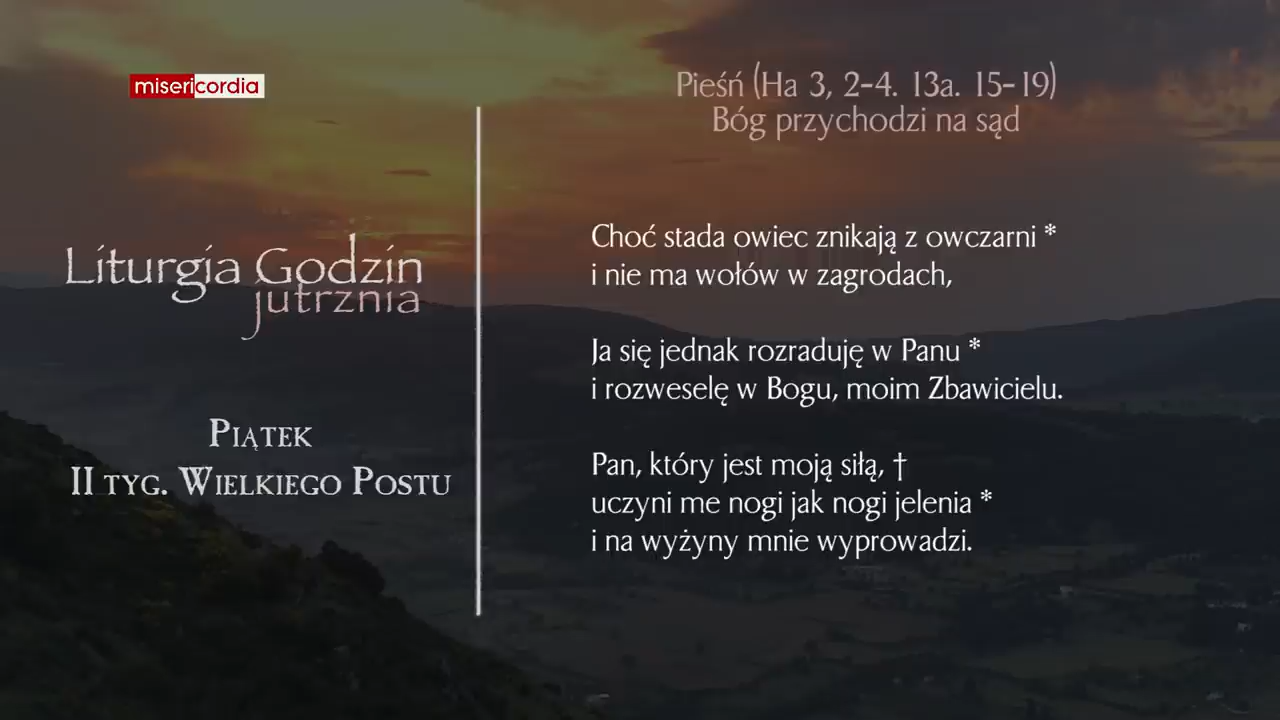 misericordia
Liturgia Godzin
jutrznia
Piątek
II tyg. Wielkiego Postu
Pieśń (Ha 3, 2-4. 13a. 15-19)
Bóg przychodzi na sąd
Choć stada owiec znikają z owczarni *
i nie ma wołów w zagrodach,
Ja się jednak rozraduję w Panu *
i rozweselę w Bogu, moim Zbawicielu.
Pan, który jest moją siłą, †
uczyni me nogi jak nogi jelenia *
i na wyżyny mnie wyprowadzi.